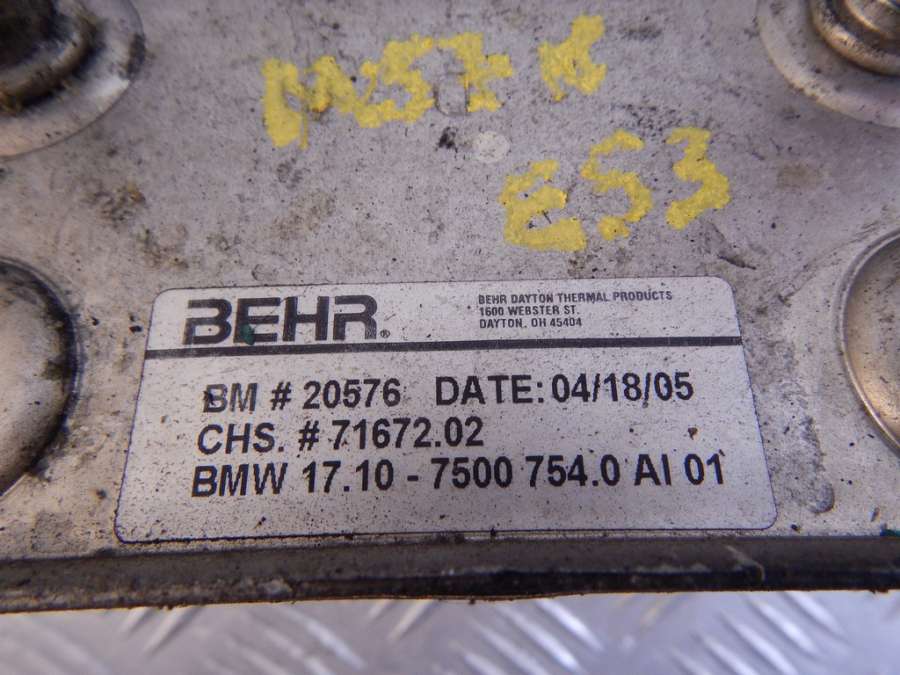 M57N
E53
BEHR®
BEHR DAYTON THERMAL PRODUCTS
1600 WEBSTER ST.
DAYTON, OH 45404
BM # 20576 DATE: 04/18/05
CHS. # 71672.02
BMW 17.10 - 7500 754.0 AI 01